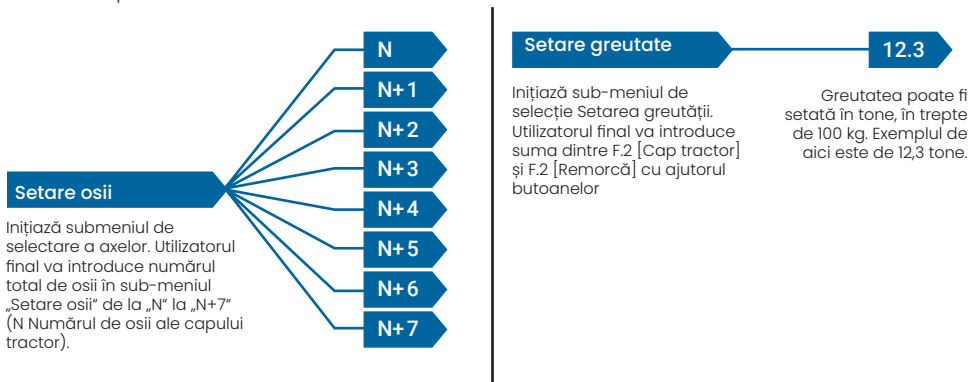 N
N+1
N+2
N+3
N+4
N+5
N+6
N+7
Setare osii
Inițiază submeniul de
selectare a axelor. Utilizatorul
final va introduce numărul
total de osii în sub-meniul
„Setare osii“ de la „N“ la „N+7“
(N Numărul de osii ale capului
tractor).
Setare greutate
12.3
Inițiază sub-meniul de
selecție Setarea greutății.
Utilizatorul final va introduce
suma dintre F.2 [Cap tractor]
și F.2 [Remorcă] cu ajutorul
butoanelor
Greutatea poate fi
setată în tone, în trepte
de 100 kg. Exemplul de
aici este de 12,3 tone.